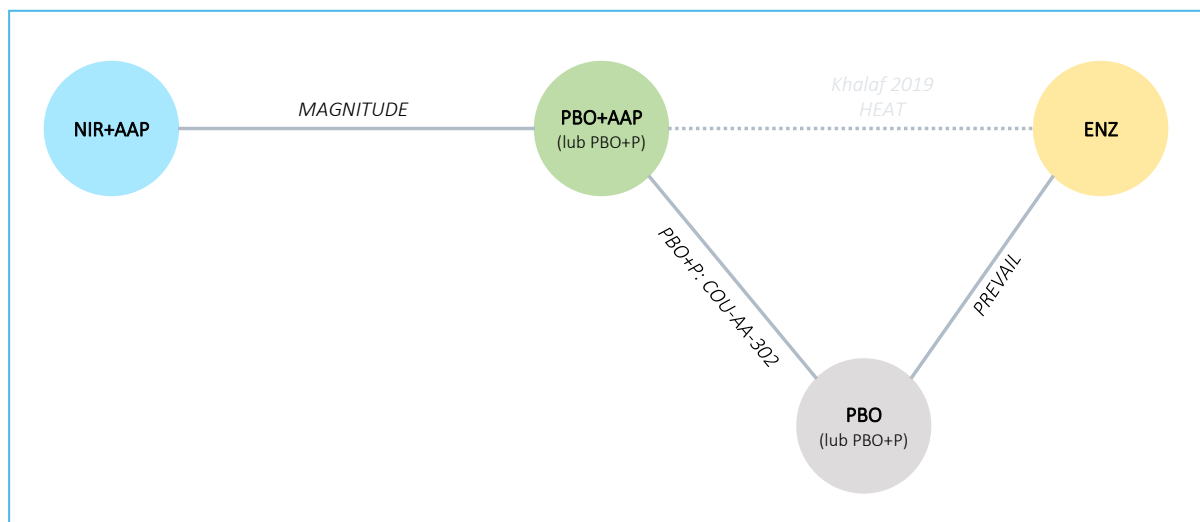 NIR+AAP
MAGNITUDE
PBO+AAP
(lub PBO+P)
Khalaf 2019
HEAT
ENZ
PBO+P: COU-AA-302
PREVAIL
PBO
(lub PBO+P)